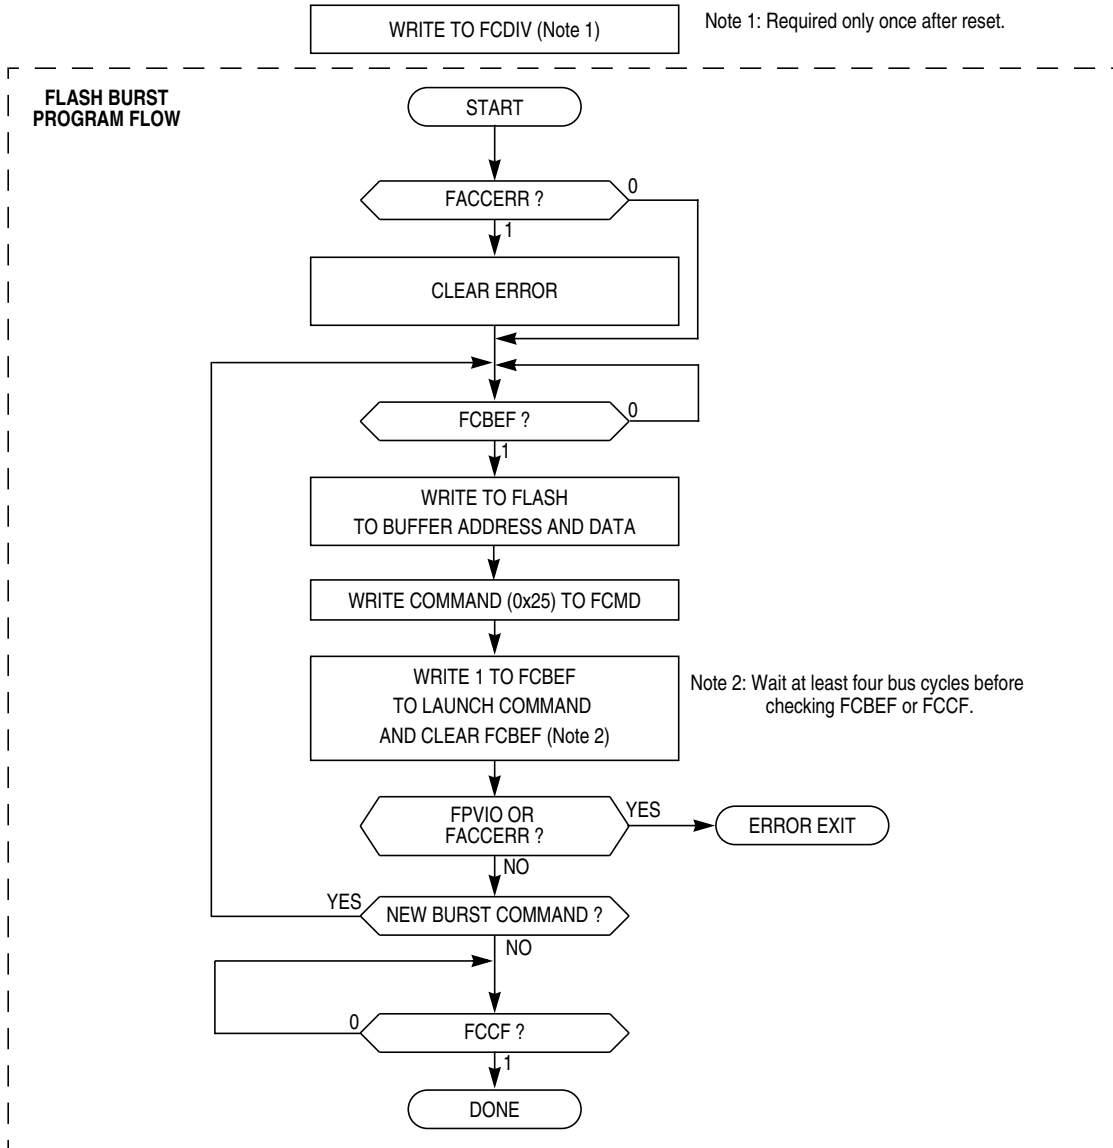 WRITE TO FCDIV (Note 1)
Note 1: Required only once after reset.
FLASH BURST
PROGRAM FLOW
START
FACCERR ?
0
1
CLEAR ERROR
FCBEF ?
0
1
WRITE TO FLASH
TO BUFFER ADDRESS AND DATA
WRITE COMMAND (0x25) TO FCMD
WRITE 1 TO FCBEF
TO LAUNCH COMMAND
AND CLEAR FCBEF (Note 2)
Note 2: Wait at least four bus cycles before
checking FCBEF or FCCF.
FPVIO OR
FACCERR ?
YES
ERROR EXIT
NO
YES
NEW BURST COMMAND ?
NO
0
FCCF ?
1
DONE